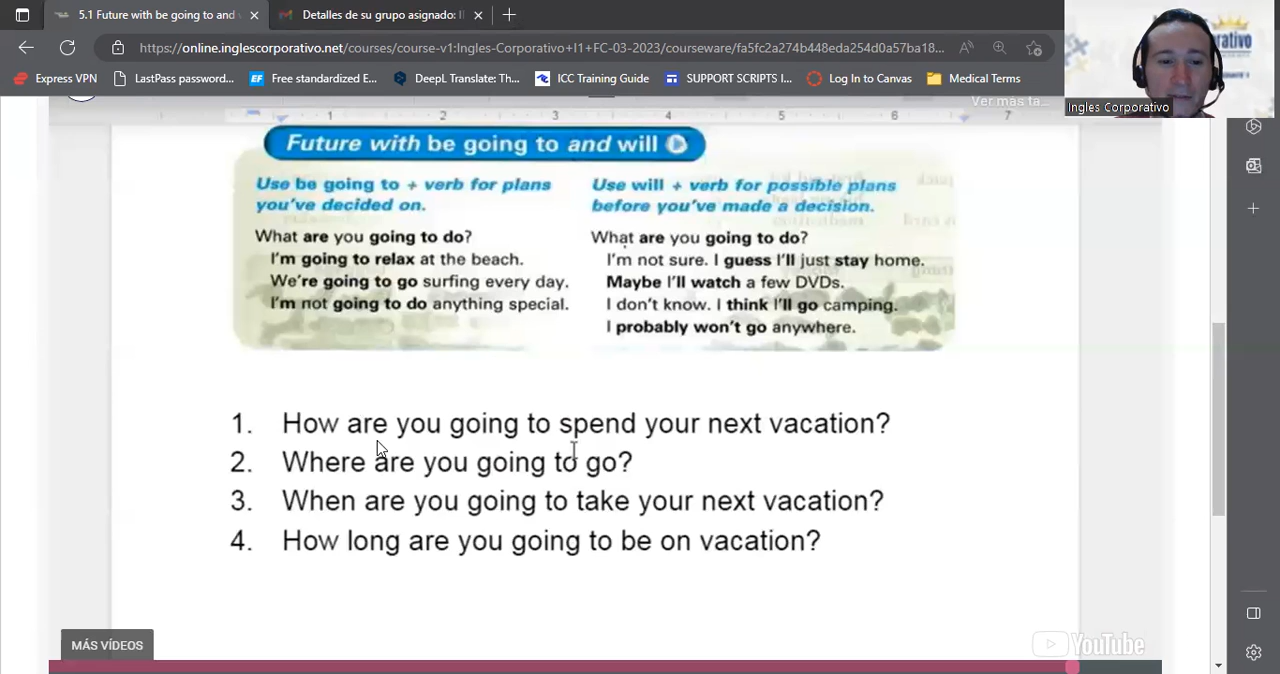 5.1 Future with be going to and
Detalles de su grupo asignado: II
https://online.inglescorporativo.net/courses/course-v1:Ingles-Corporativo+I1+FC-03-2023/courseware/fa5fc2a274b448eda254d0a57ba18...
Express VPN
LastPass password...
Free standardized E...
DeepL Translate: Th...
ICC Training Guide
SUPPORT SCRIPTS I...
Log In to Canvas
Medical Terms
Ingles Corporativo
Ver más ta...
1 2 3 4 5 6 7
Future with be going to and will
Use be going to + verb for plans
you've decided on.
What are you going to do?
I'm going to relax at the beach.
We're going to go surfing every day.
I'm not going to do anything special.
Use will + verb for possible plans
before you've made a decision.
What are you going to do?
I'm not sure. I guess I'll just stay home.
Maybe I'll watch a few DVDs.
I don't know. I think I'll go camping.
I probably won't go anywhere.
1. How are you going to spend your next vacation?
2. Where are you going to go?
3. When are you going to take your next vacation?
4. How long are you going to be on vacation?
MÁS VÍDEOS
YouTube